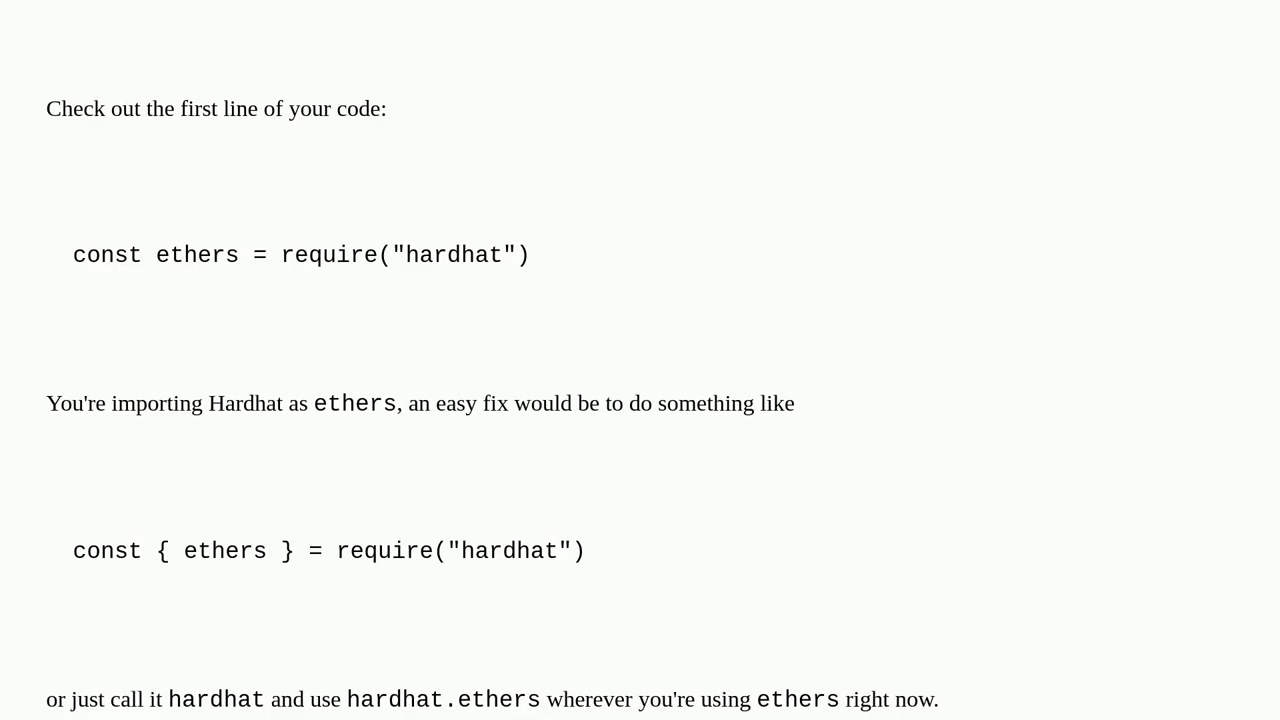 Check out the first line of your code:
const ethers = require("hardhat")
You're importing Hardhat as ethers, an easy fix would be to do something like
const { ethers } = require("hardhat")
or just call it hardhat and use hardhat.ethers wherever you're using ethers right now.